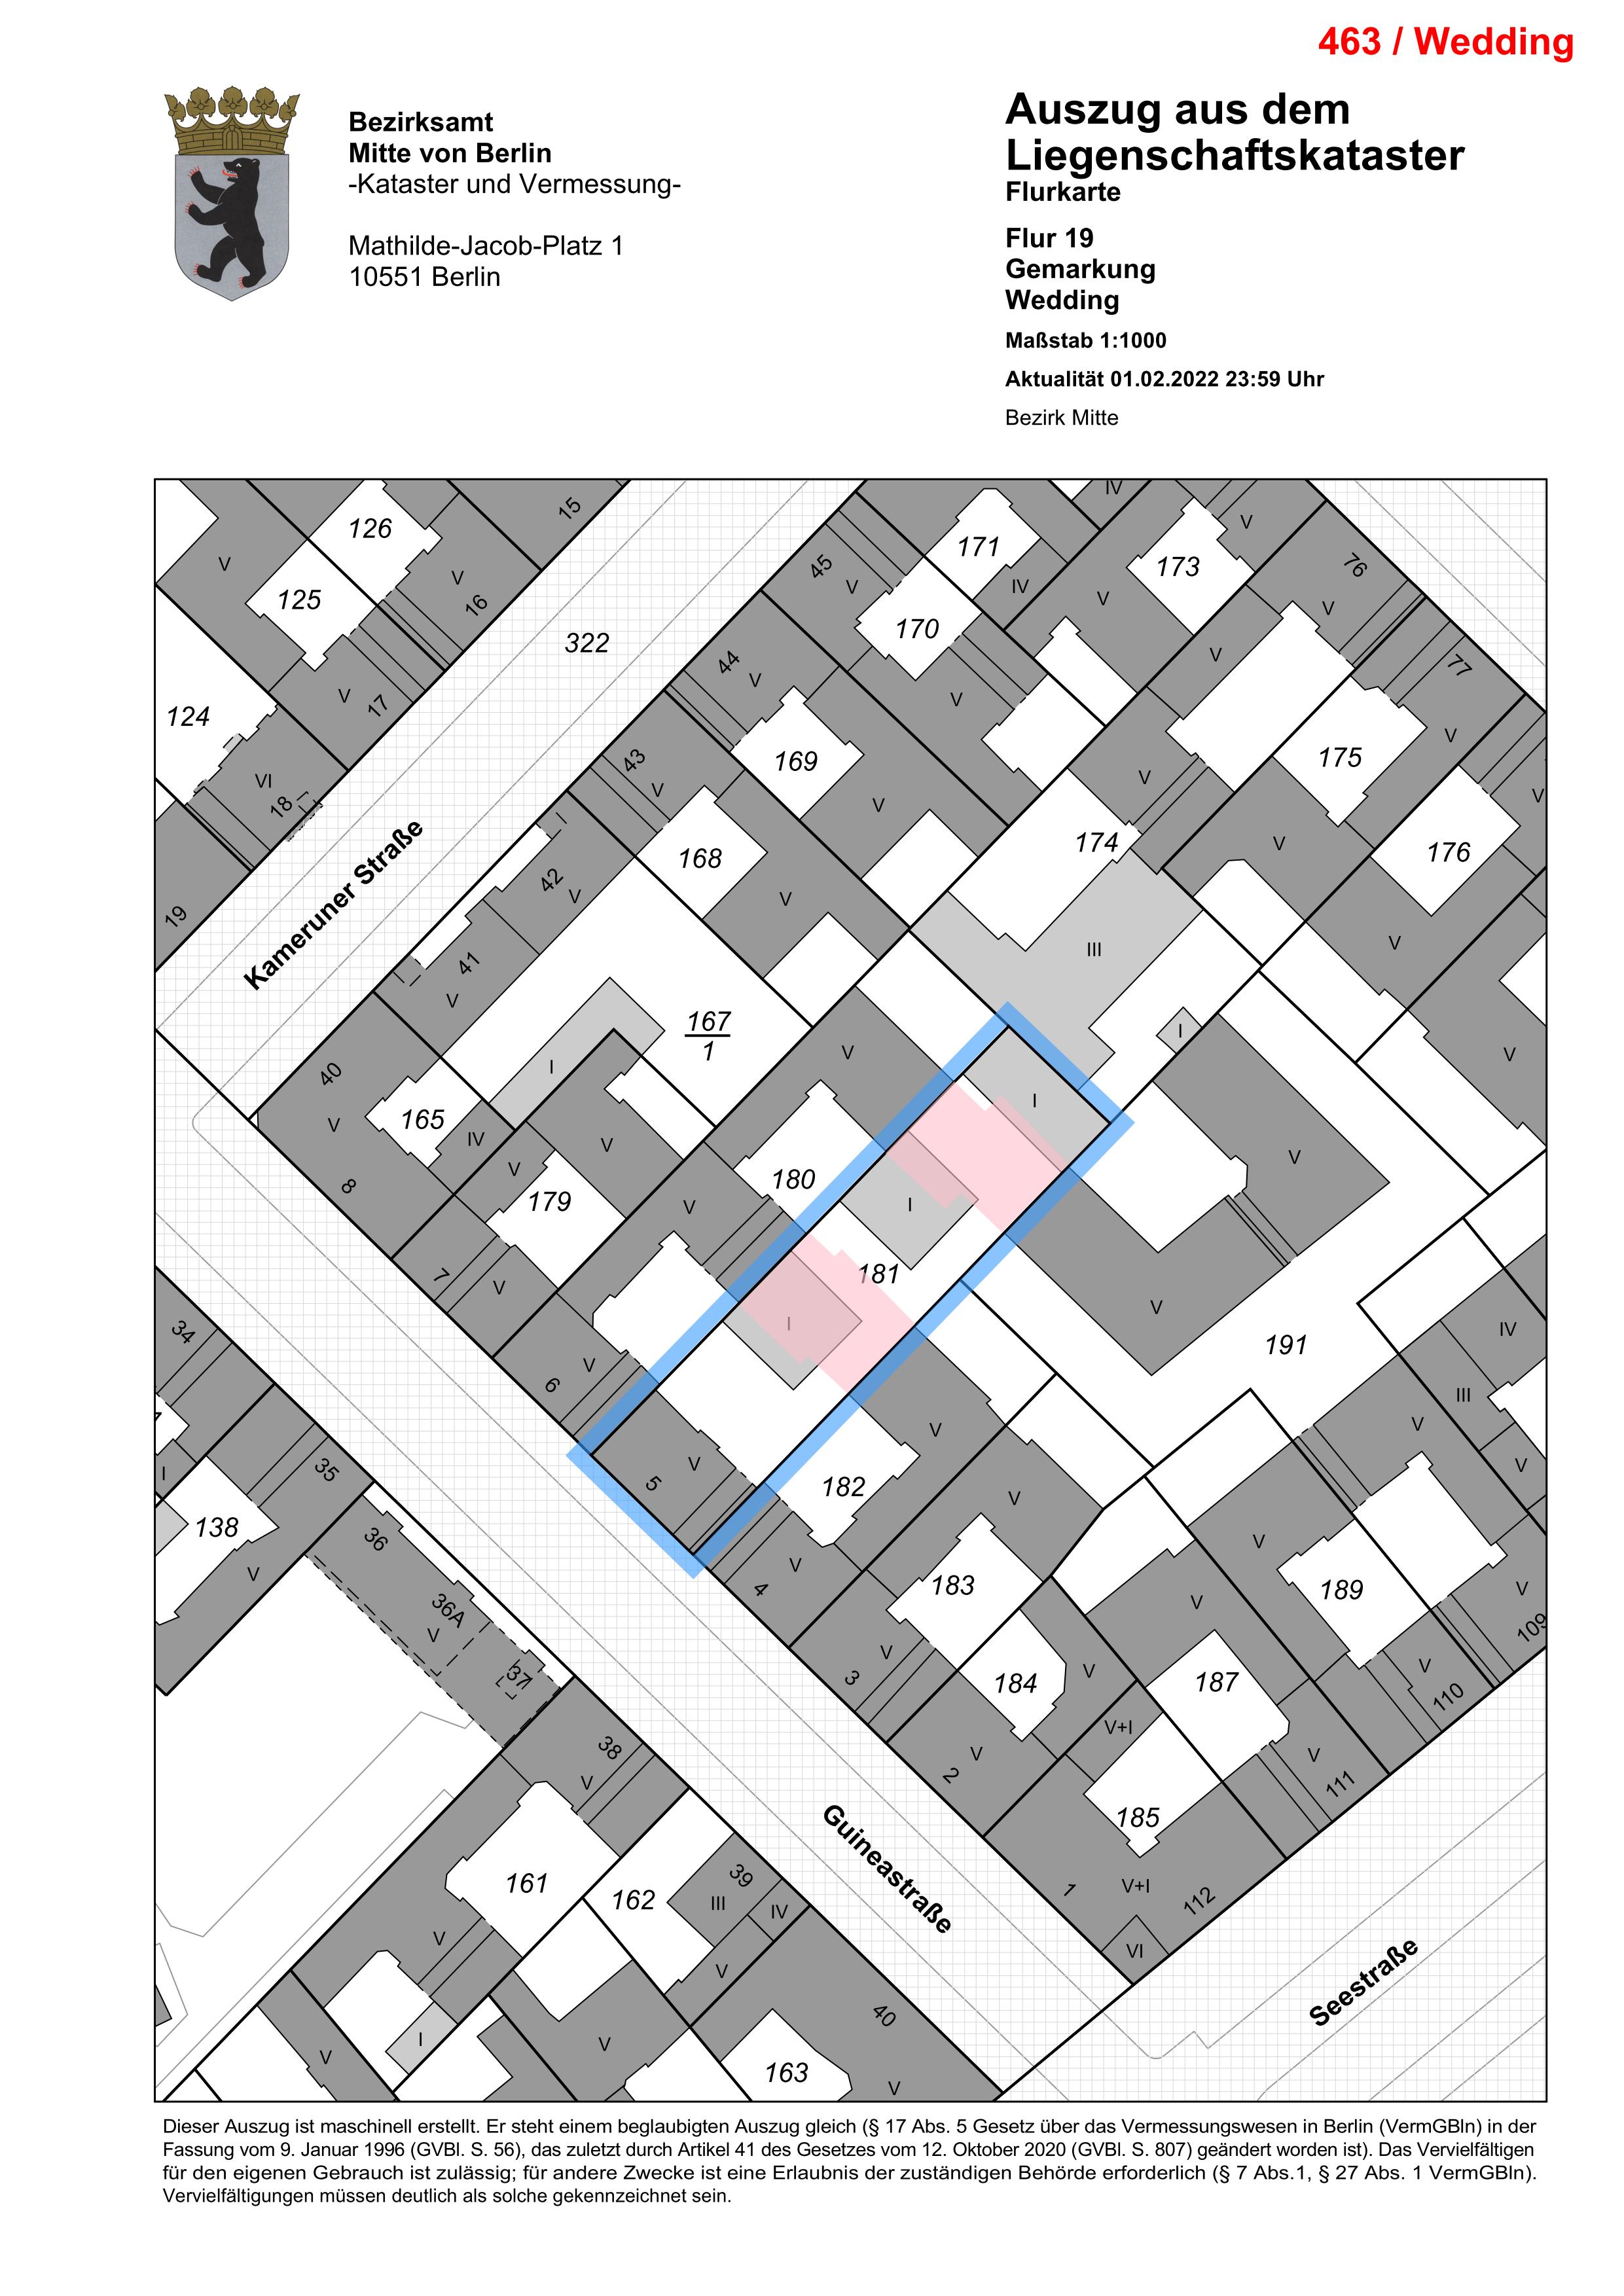 463 / Wedding
Bezirksamt
Mitte von Berlin
-Kataster und Vermessung-
Mathilde-Jacob-Platz 1
10551 Berlin
Auszug aus dem
Liegenschaftskataster
Flurkarte
Flur 19
Gemarkung
Wedding
Maßstab 1:1000
Aktualität 01.02.2022 23:59 Uhr
Bezirk Mitte
126
15
V
125
V
16
322
124
V
17
VI
18
19
Kameruner Straße
45
V
171
IV
IV
170
V
173
V
V
76
V
77
V
V
44
V
V
169
43
V
V
168
V
42
V
41
V
V
175
V
174
V
176
V
III
V
I
167
1
I
40
V
165
IV
8
V
V
179
7
V
V
180
V
I
I
181
I
6
V
5
V
V
V
191
V
182
4
V
V
183
3
V
184
V
2
V
V+I
185
1
V+I
112
VI
187
V
V
111
V
189
V
110
V
109
V
III
IV
V
34
35
I
138
V
36
36A
V
37
38
V
161
V
162
39
III
IV
V
I
V
V
40
163
V
Guineastraße
Seestraße
Dieser Auszug ist maschinell erstellt. Er steht einem beglaubigten Auszug gleich (§ 17 Abs. 5 Gesetz über das Vermessungswesen in Berlin (VermGBln) in der
Fassung vom 9. Januar 1996 (GVBl. S. 56), das zuletzt durch Artikel 41 des Gesetzes vom 12. Oktober 2020 (GVBl. S. 807) geändert worden ist). Das Vervielfältigen
für den eigenen Gebrauch ist zulässig; für andere Zwecke ist eine Erlaubnis der zuständigen Behörde erforderlich (§ 7 Abs.1, § 27 Abs. 1 VermGBln).
Vervielfältigungen müssen deutlich als solche gekennzeichnet sein.